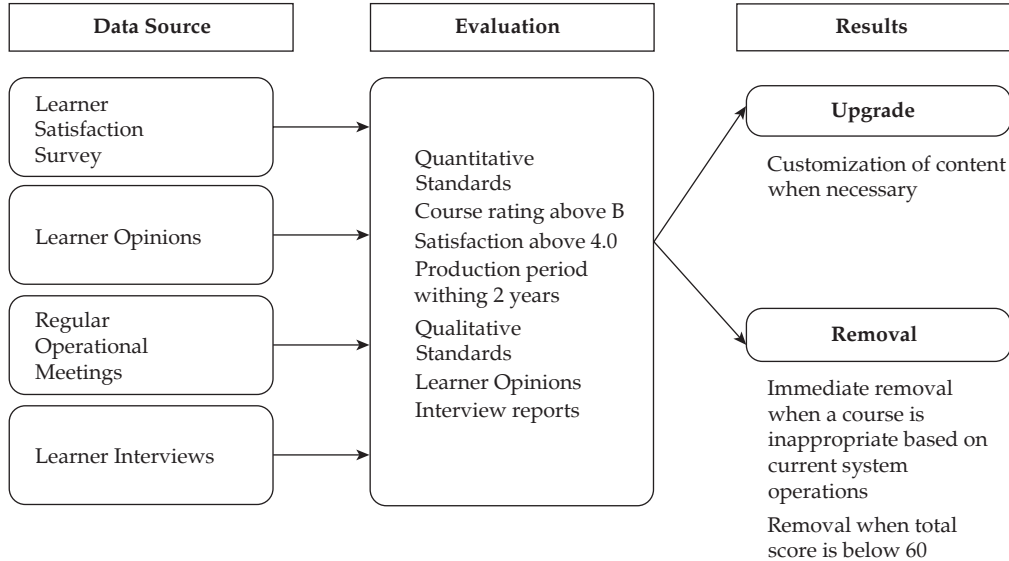 Data Source
Evaluation
Results
Learner
Satisfaction
Survey
Learner Opinions
Regular
Operational
Meetings
Learner Interviews
Quantitative
Standards
Course rating above B
Satisfaction above 4.0
Production period
withing 2 years
Qualitative
Standards
Learner Opinions
Interview reports
Upgrade
Customization of content
when necessary
Removal
Immediate removal
when a course is
inappropriate based on
current system
operations
Removal when total
score is below 60